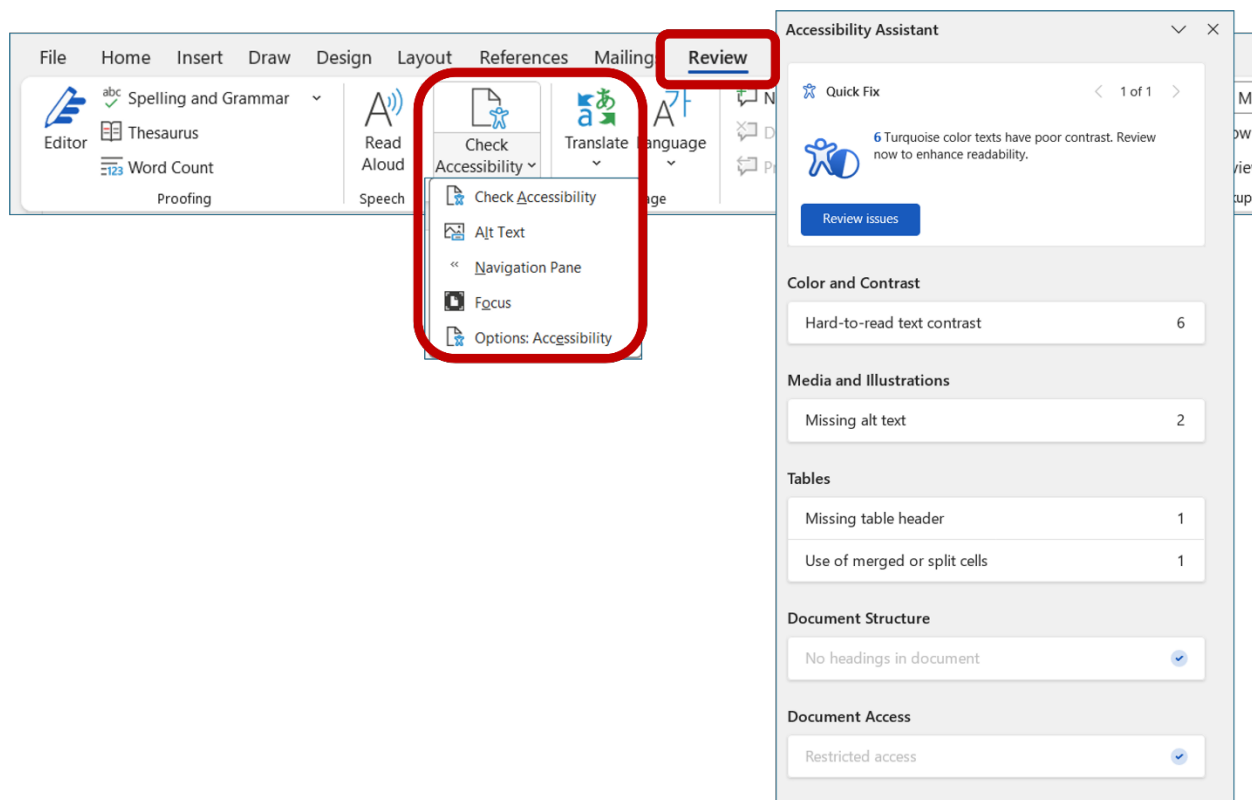 File Home Insert Draw Design Layout References Mailings Review
Editor
abc Spelling and Grammar
Thesaurus
123 Word Count
Proofing
Read
Aloud
Speech
Check
Accessibility
Translate
Language
Check Accessibility
Alt Text
Navigation Pane
Focus
Options: Accessibility
Accessibility Assistant
Quick Fix
1 of 1
6 Turquoise color texts have poor contrast. Review
now to enhance readability.
Review issues
Color and Contrast
Hard-to-read text contrast 6
Media and Illustrations
Missing alt text 2
Tables
Missing table header 1
Use of merged or split cells 1
Document Structure
No headings in document
Document Access
Restricted access